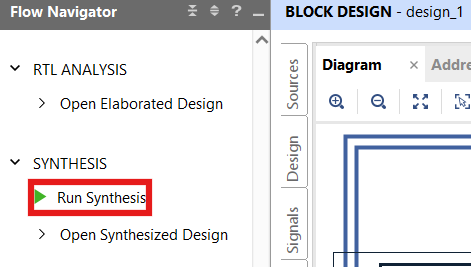 Flow Navigator
?
BLOCK DESIGN - design_1
RTL ANALYSIS
Open Elaborated Design
SYNTHESIS
Run Synthesis
Open Synthesized Design
Sources
Design
Signals
Diagram
×